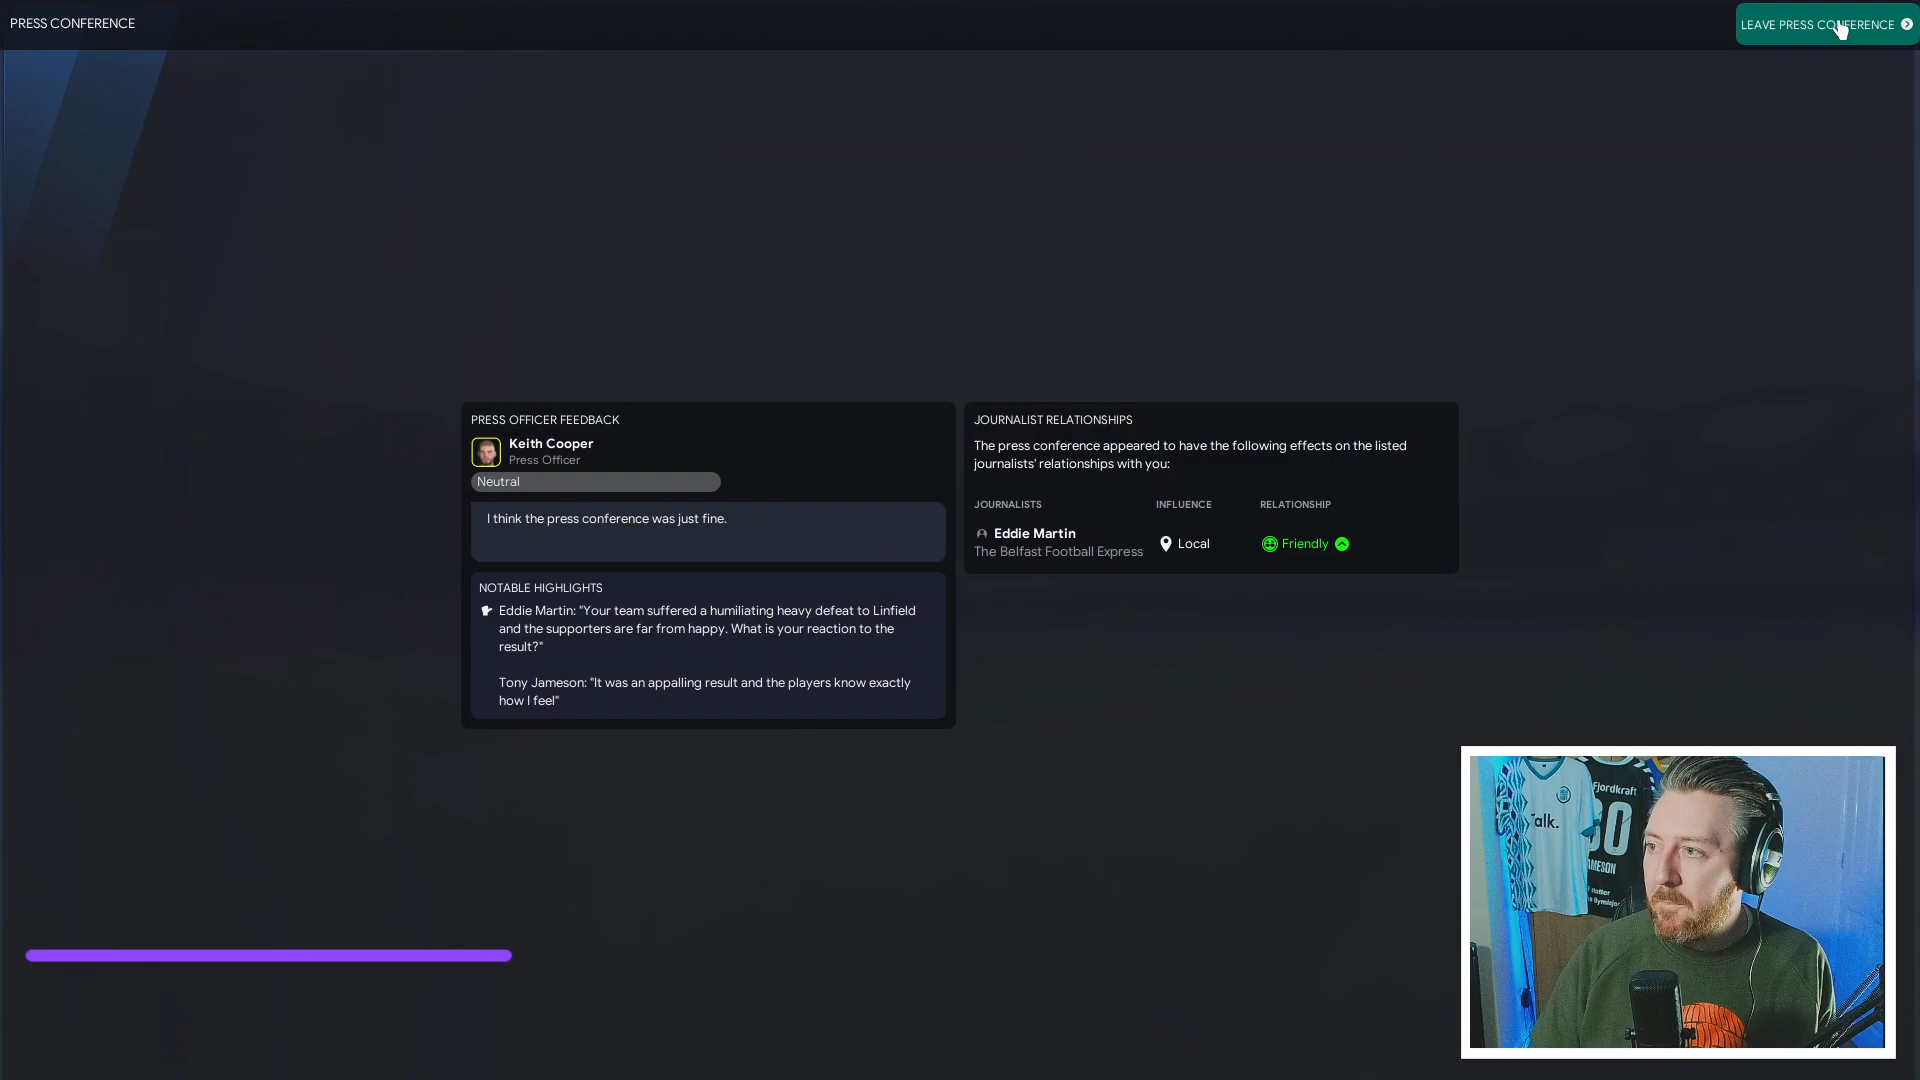 PRESS CONFERENCE
LEAVE PRESS CONFERENCE
PRESS OFFICER FEEDBACK
Keith Cooper
Press Officer
Neutral
I think the press conference was just fine.
NOTABLE HIGHLIGHTS
Eddie Martin: "Your team suffered a humiliating heavy defeat to Linfield
and the supporters are far from happy. What is your reaction to the
result?"
Tony Jameson: "It was an appalling result and the players know exactly
how I feel"
JOURNALIST RELATIONSHIPS
The press conference appeared to have the following effects on the listed
journalists' relationships with you:
JOURNALISTS INFLUENCE RELATIONSHIP
Eddie Martin
The Belfast Football Express
Local
Friendly
Talk.
Fjordkraft